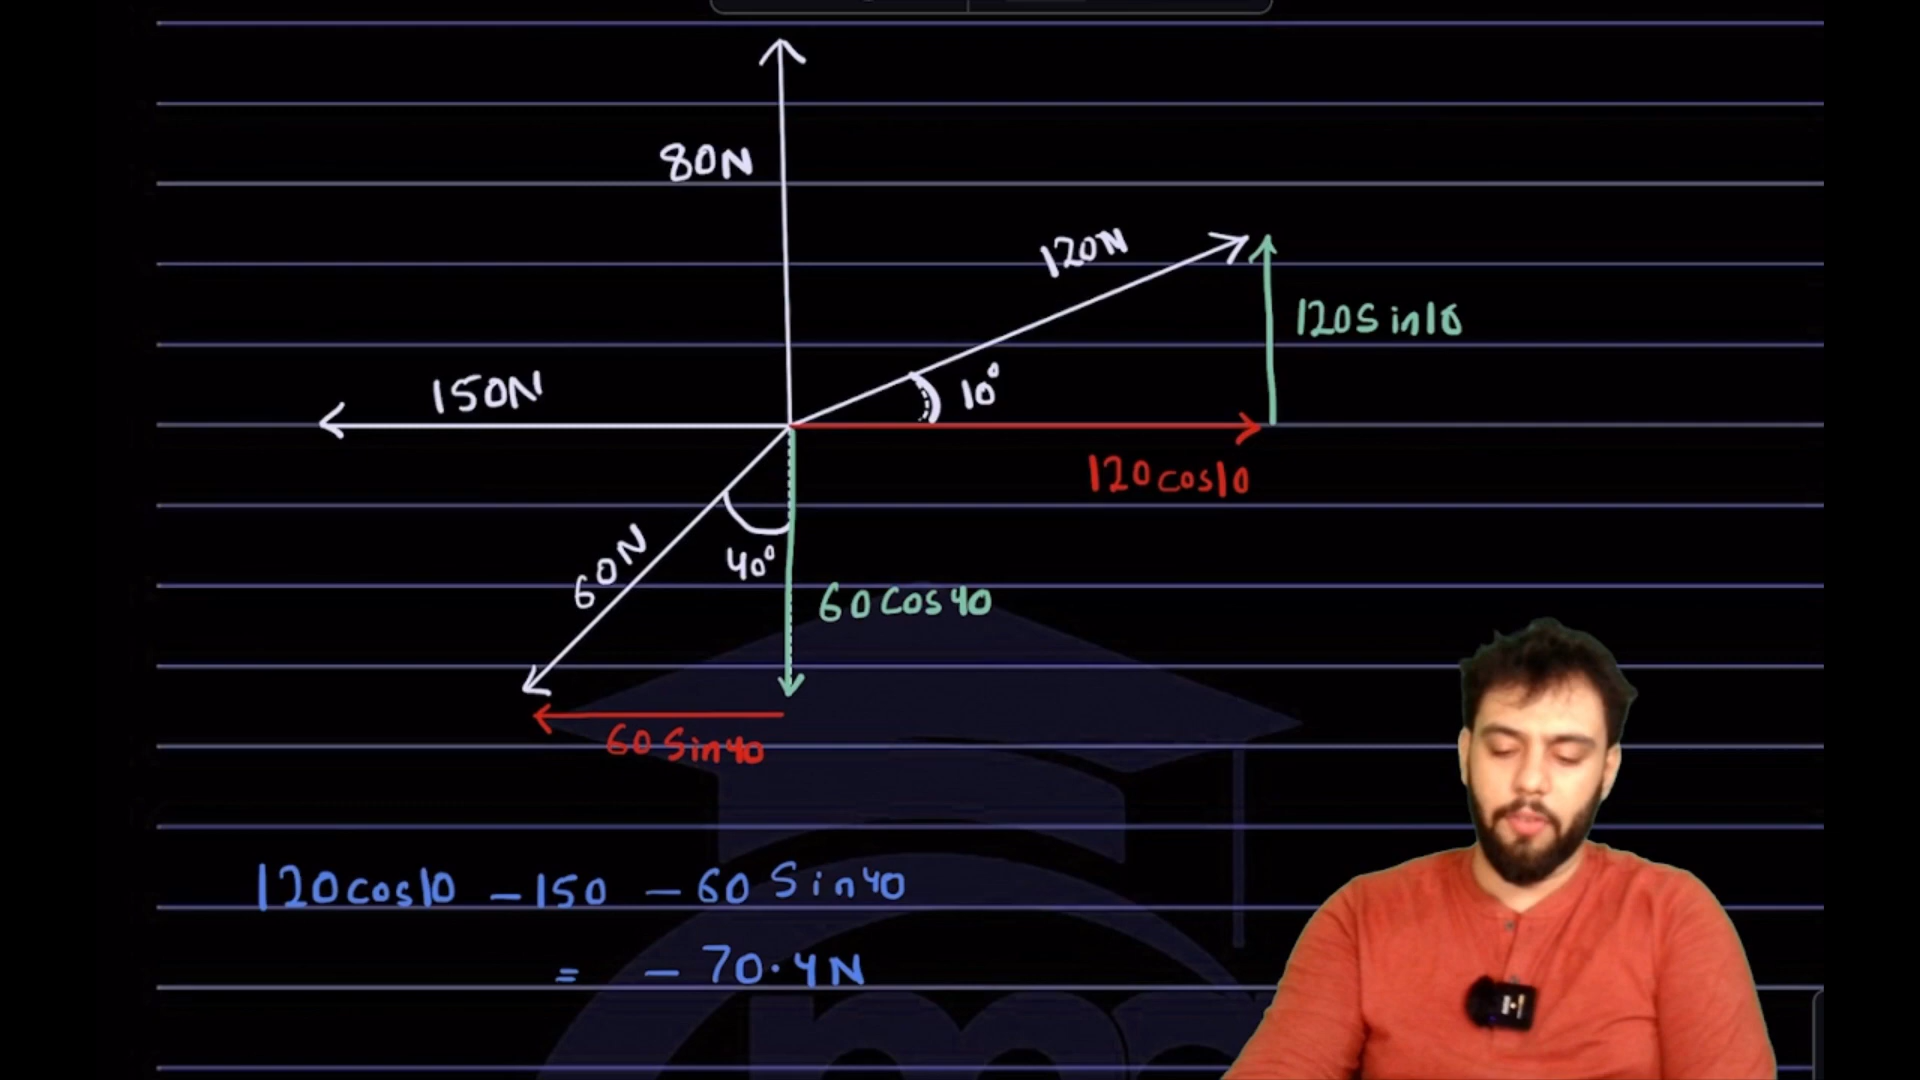 80N
120N
120Sin10
150N
10°
120cos10
60N
40°
60Cos40
60Sin40
120cos10 - 150 - 60Sin40
= - 70.4N